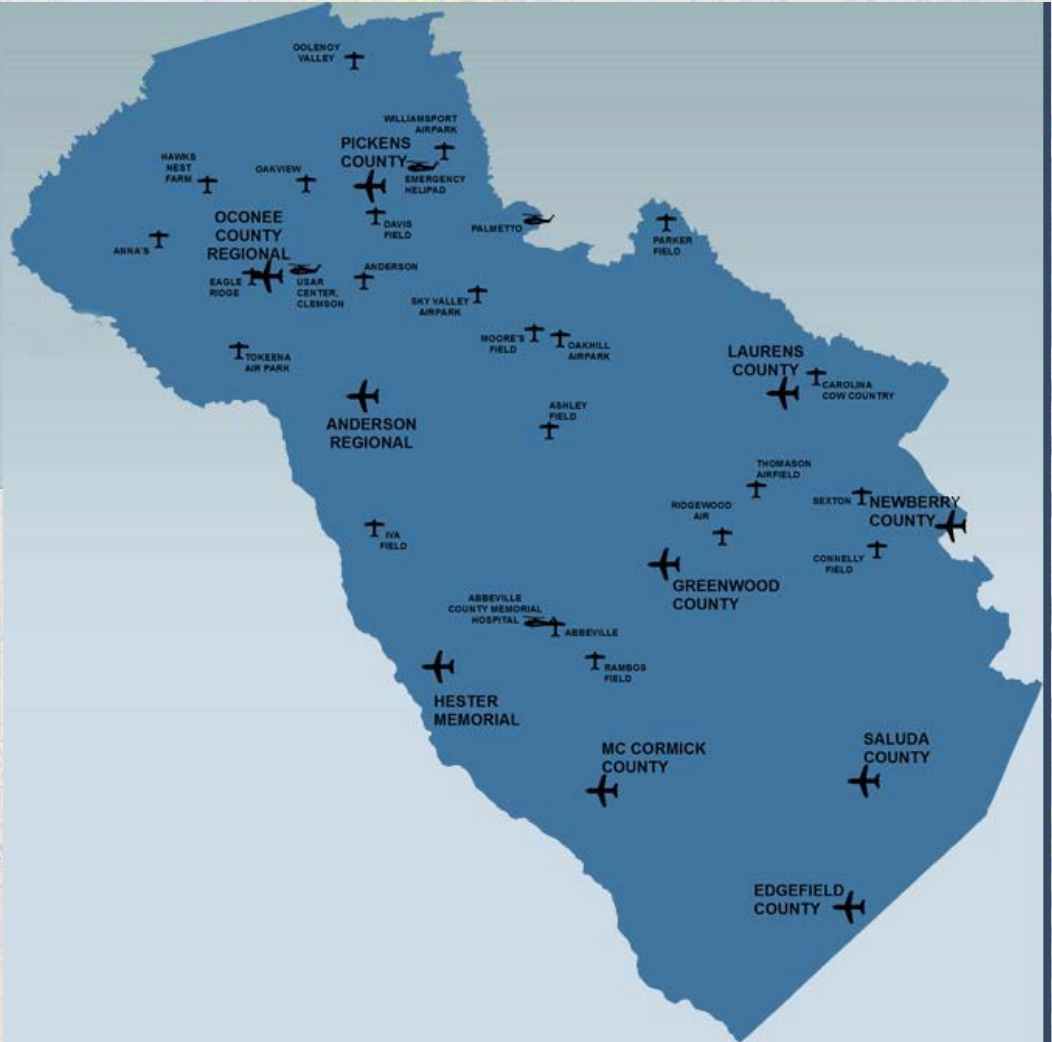 OOLENOY
VALLEY
WILLIAMSPORT
AIRPARK
PICKENS
COUNTY
HAWKS
NEST
FARM
OAKVIEW
EMERGENCY
HELIPAD
OCONEE
COUNTY
REGIONAL
DAVIS
FIELD
PALMETTO
PARKER
FIELD
ANNA'S
EAGLE
RIDGE
USAR
CENTER,
CLEMSON
ANDERSON
SKY VALLEY
AIRPARK
MOORE'S
FIELD
OAKHILL
AIRPARK
TOKEENA
AIR PARK
LAURENS
COUNTY
CAROLINA
COW COUNTRY
ANDERSON
REGIONAL
ASHLEY
FIELD
THOMASON
AIRFIELD
RIDGEWOOD
AIR
SEXTON
NEWBERRY
COUNTY
IVA
FIELD
CONNELLY
FIELD
GREENWOOD
COUNTY
ABBEVILLE
COUNTY MEMORIAL
HOSPITAL
ABBEVILLE
RAMBOS
FIELD
HESTER
MEMORIAL
MC CORMICK
COUNTY
SALUDA
COUNTY
EDGEFIELD
COUNTY